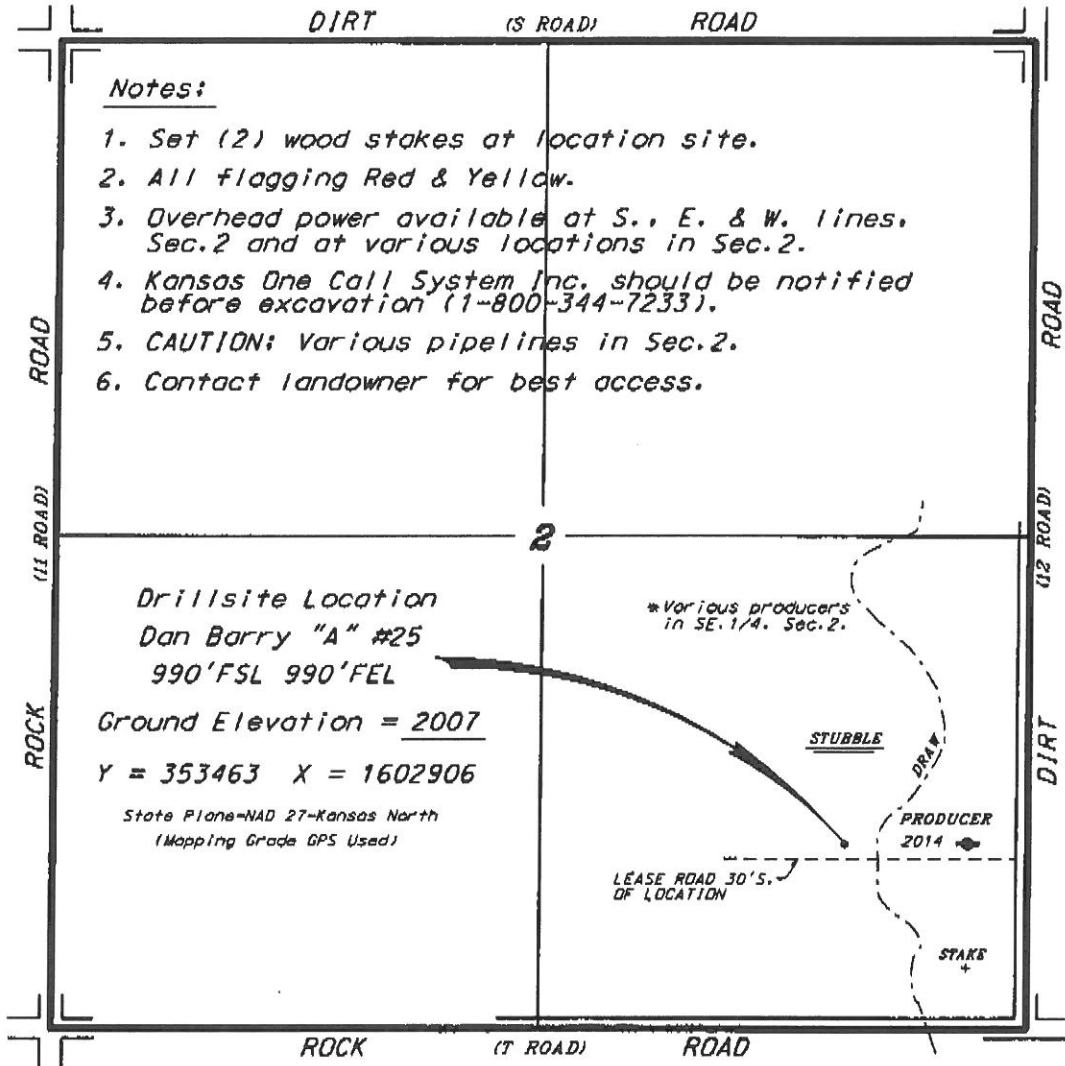 DIRT (S ROAD) ROAD
Notes:
1. Set (2) wood stakes at location site.
2. All flagging Red & Yellow.
3. Overhead power available at S., E. & W. lines.
Sec.2 and at various locations in Sec.2.
4. Kansas One Call System Inc. should be notified
before excavation (1-800-344-7233).
5. CAUTION: Various pipelines in Sec.2.
6. Contact landowner for best access.
ROCK (11 ROAD) ROAD
DIRT (12 ROAD) ROAD
2
Drillsite Location
Dan Barry "A" #25
990'FSL 990'FEL
Ground Elevation = 2007
Y = 353463 X = 1602906
State Plane-NAD 27-Kansas North
(Mapping Grade GPS Used)
*Various producers
in SE.1/4. Sec.2.
STUBBLE
DRAW
PRODUCER
2014
LEASE ROAD 30'S.
OF LOCATION
STAKE
ROCK (T ROAD) ROAD